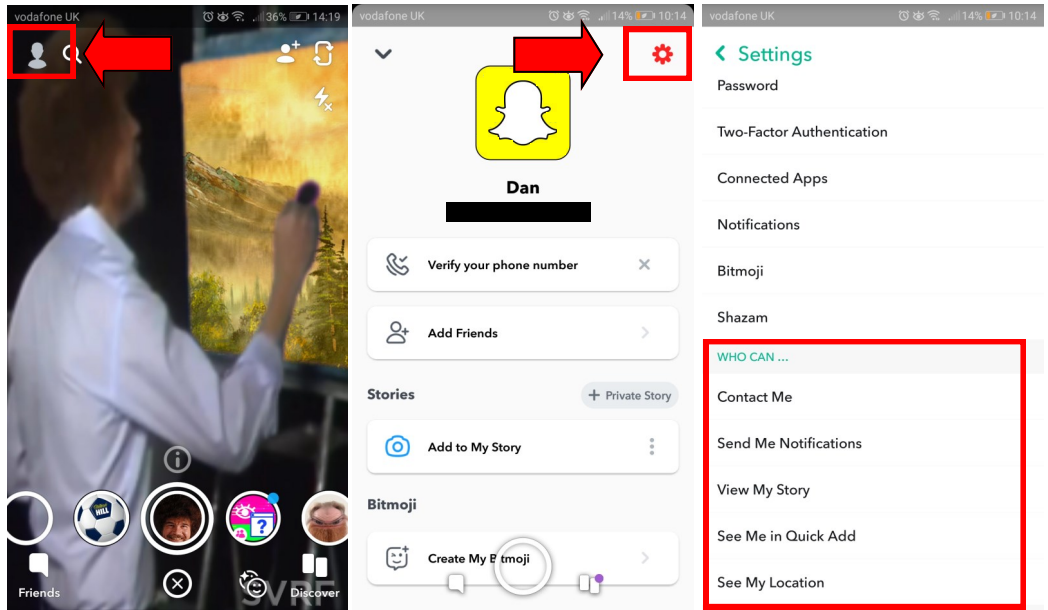 vodafone UK 36% 14:19
HILL
?
Friends
SVRF
Discover
vodafone UK 14% 10:14
Dan
Verify your phone number
Add Friends
Stories
+ Private Story
Add to My Story
Bitmoji
Create My B tmoji
vodafone UK 14% 10:14
Settings
Password
Two-Factor Authentication
Connected Apps
Notifications
Bitmoji
Shazam
WHO CAN ...
Contact Me
Send Me Notifications
View My Story
See Me in Quick Add
See My Location